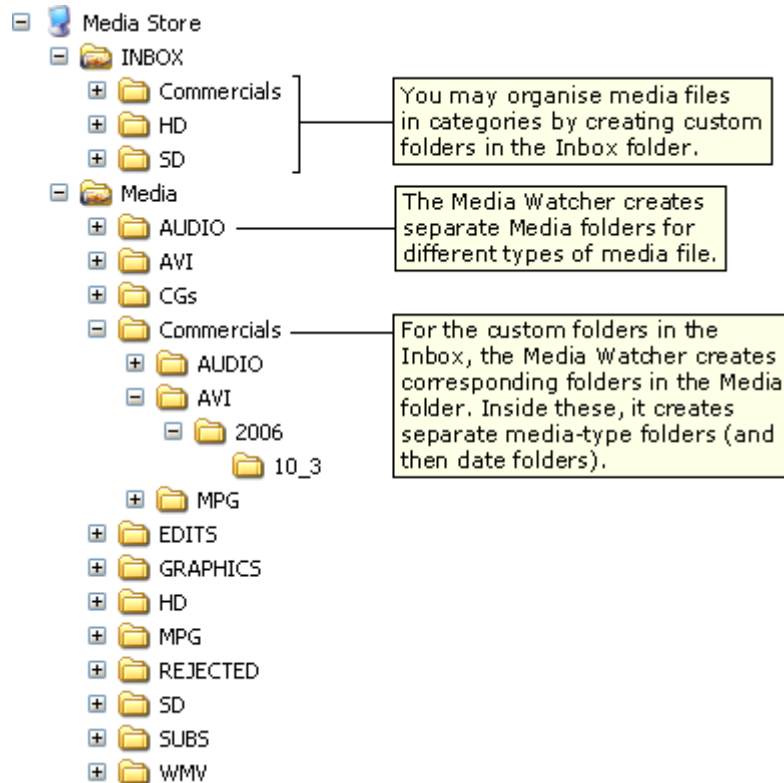 Media Store
INBOX
Commercials
HD
SD
You may organise media files
in categories by creating custom
folders in the Inbox folder.
Media
AUDIO
AVI
CGs
The Media Watcher creates
separate Media folders for
different types of media file.
Commercials
AUDIO
AVI
2006
10_3
MPG
For the custom folders in the
Inbox, the Media Watcher creates
corresponding folders in the Media
folder. Inside these, it creates
separate media-type folders (and
then date folders).
EDITS
GRAPHICS
HD
MPG
REJECTED
SD
SUBS
WMV